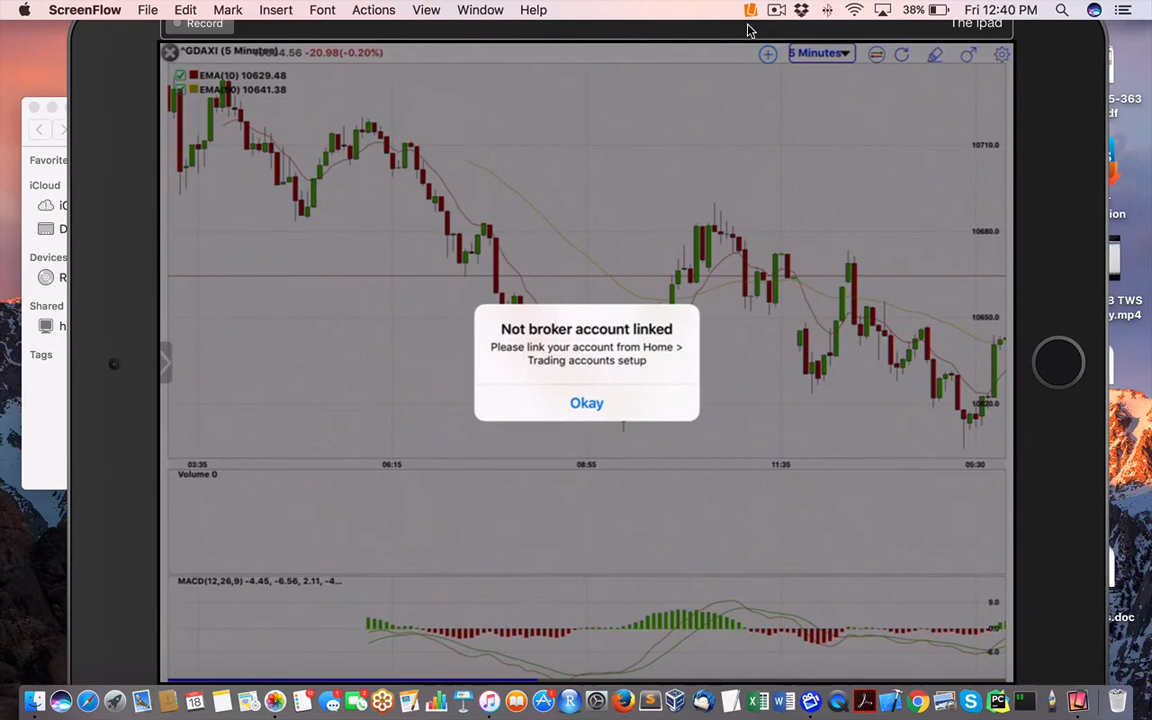 ScreenFlow File Edit Mark Insert Font Actions View Window Help 38% Fri 12:40 PM
Record
The ipad
^GDAXI (5 Minutes) -20.98(-0.20%) 5 Minutes
EMA(10) 10629.48
10641.38
5-363
df
Favorite
10710.0
iCloud
ion
10680.0
Devices
Shared
B TWS
y.mp4
10650.0
Not broker account linked
Please link your account from Home >
Trading accounts setup
Tags
Okay
03:35 06:15 08:55 11:35 05:30
Volume 0
MACD(12,26,9) -4.45, -6.56, 2.11, -4...
9.0
s.doc
18